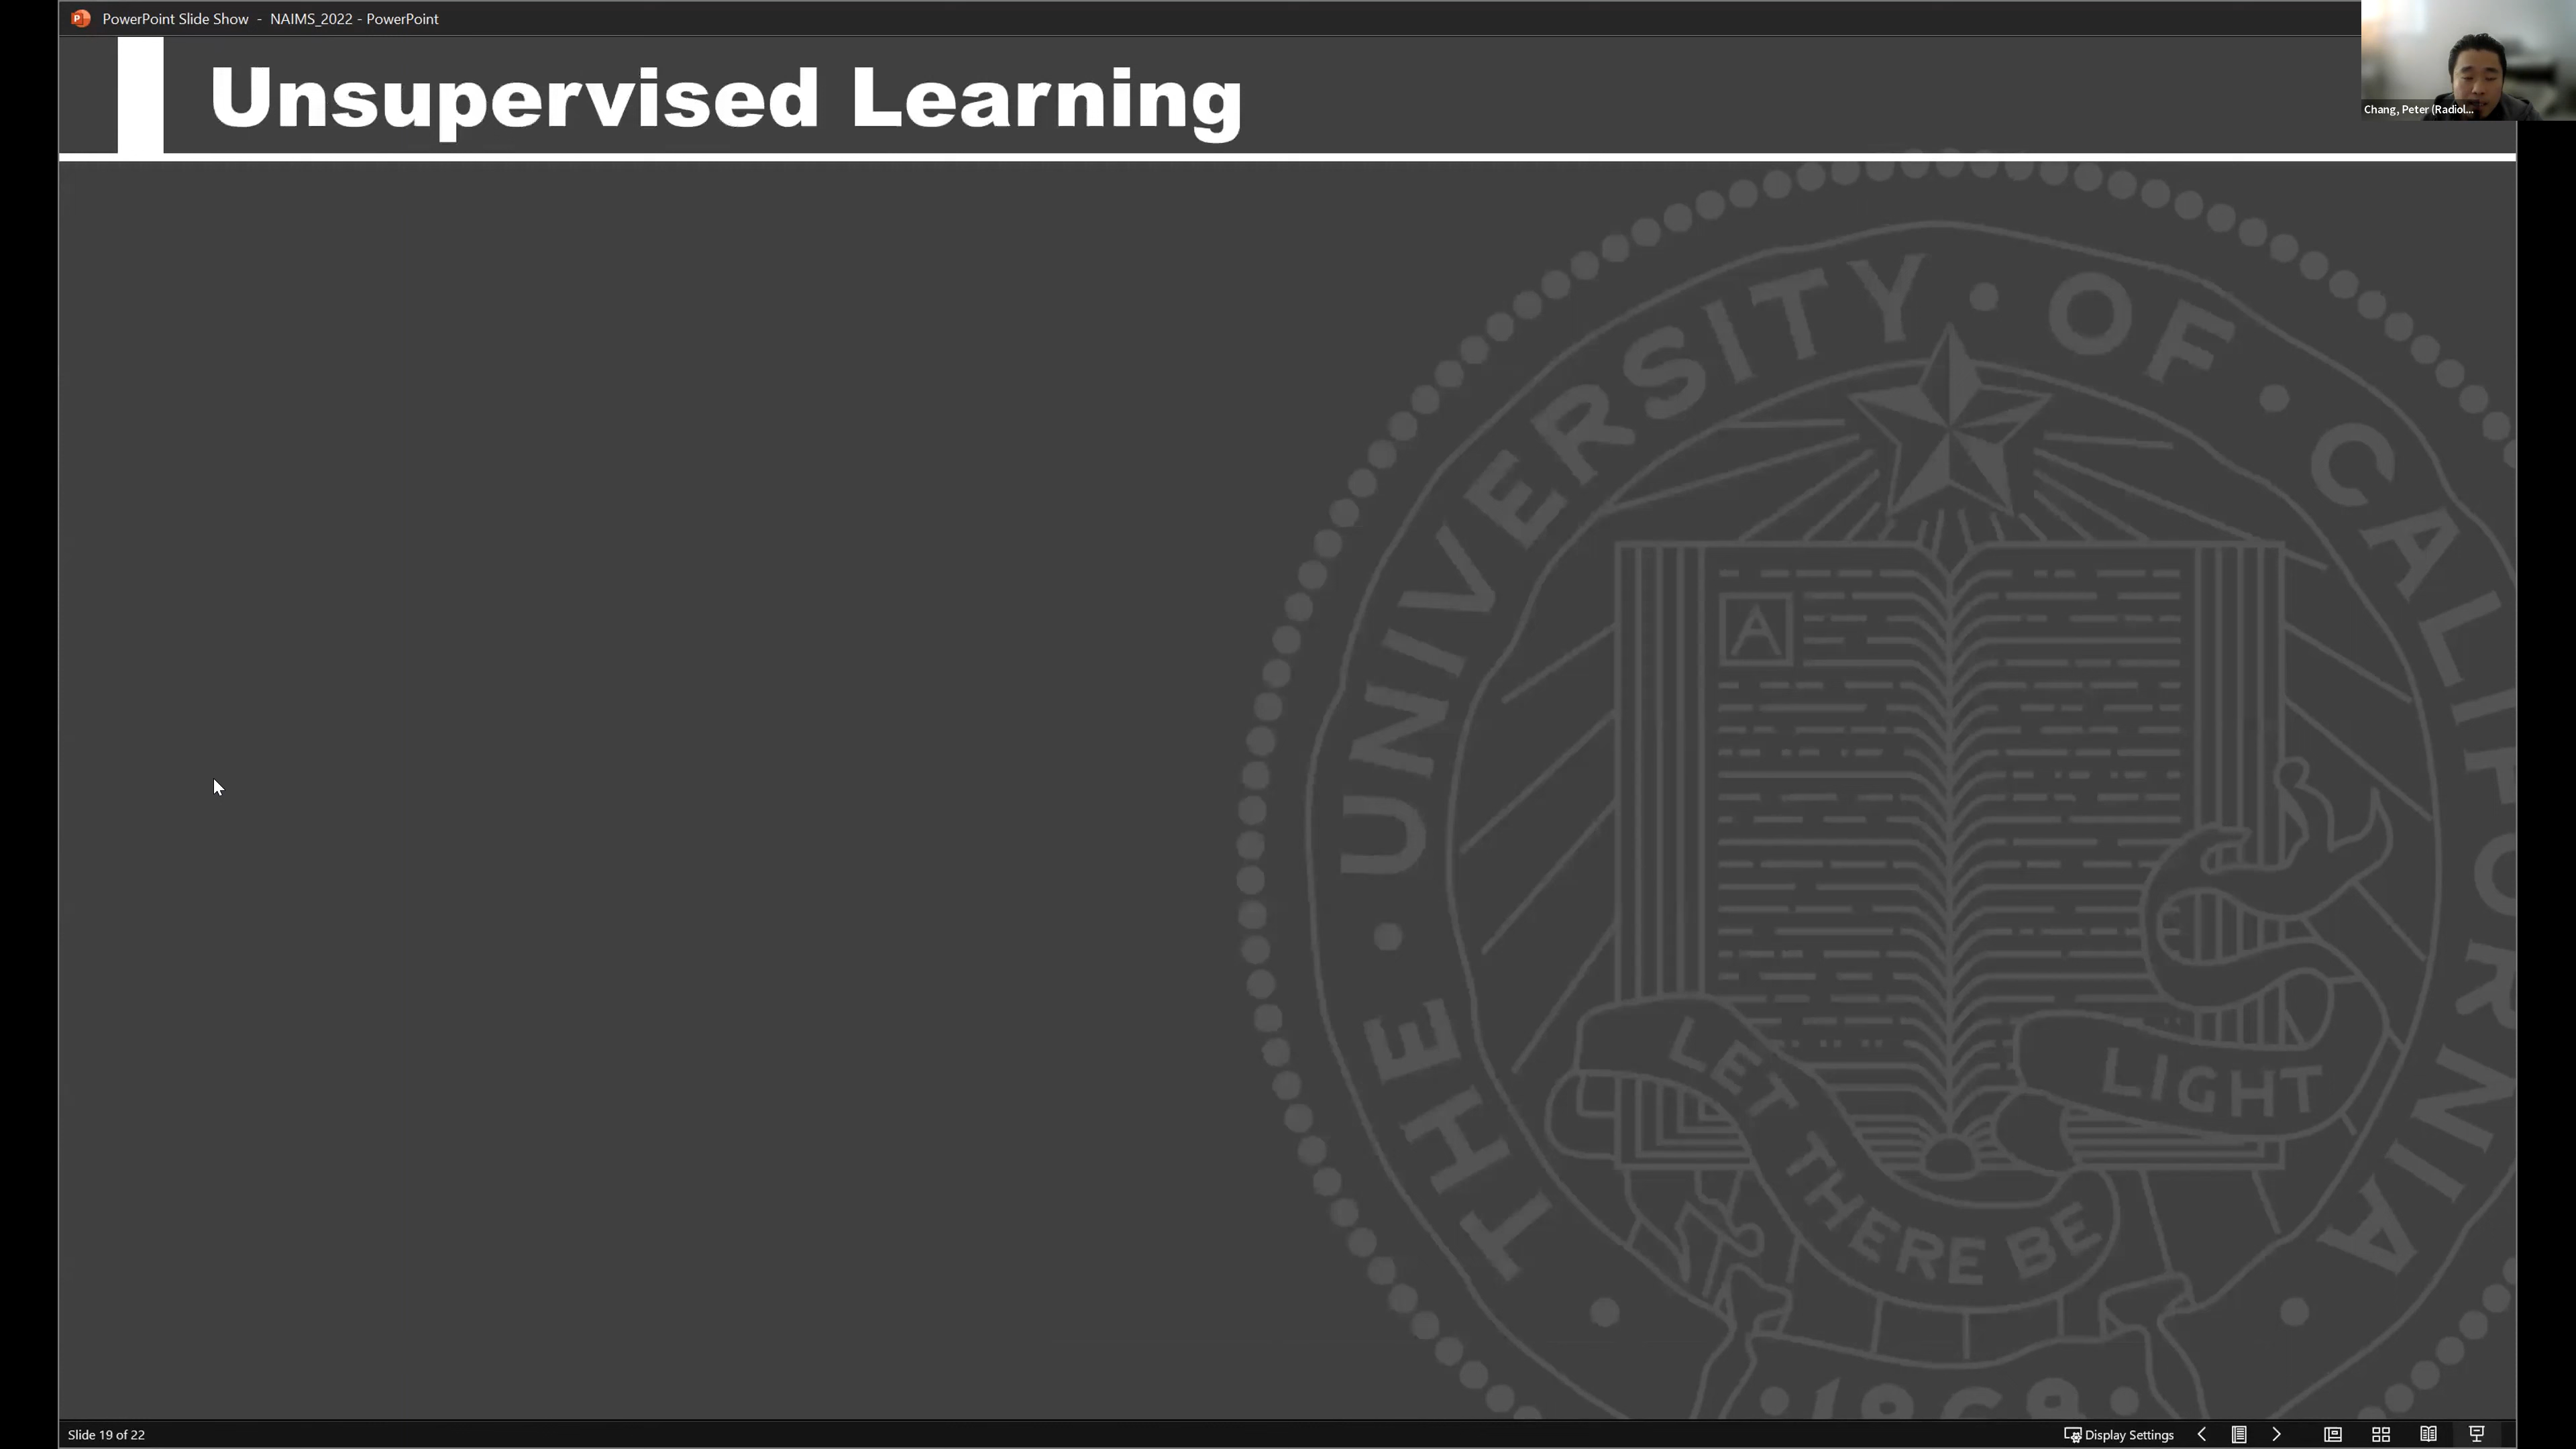 PowerPoint Slide Show - NAIMS_2022 - PowerPoint
Chang, Peter (Radiol...
Unsupervised Learning
THE · UNIVERSITY · OF · CALIFORNIA
A
LET THERE BE LIGHT
· 1868 ·
Slide 19 of 22
Display Settings